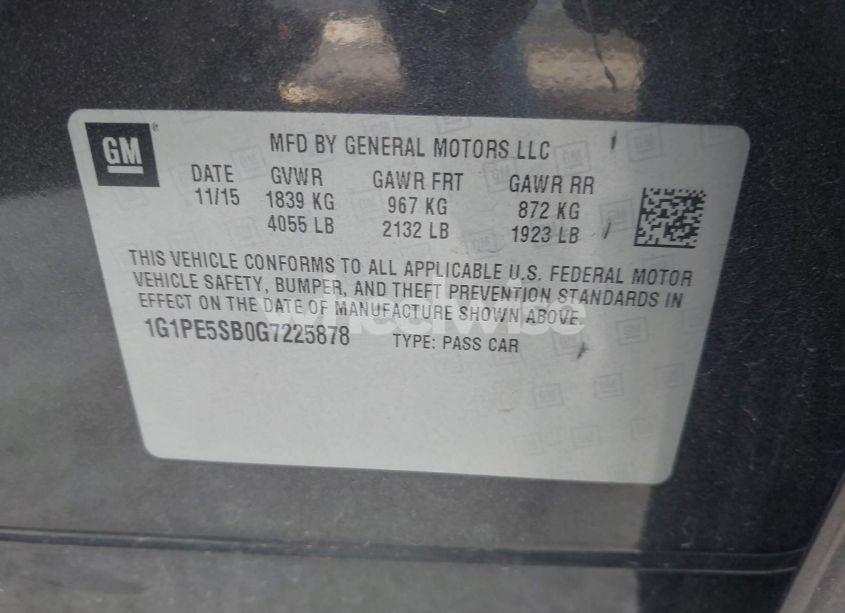 GM
MFD BY GENERAL MOTORS LLC
DATE GVWR GAWR FRT GAWR RR
11/15 1839 KG 967 KG 872 KG
4055 LB 2132 LB 1923 LB
THIS VEHICLE CONFORMS TO ALL APPLICABLE U.S. FEDERAL MOTOR
VEHICLE SAFETY, BUMPER, AND THEFT PREVENTION STANDARDS IN
EFFECT ON THE DATE OF MANUFACTURE SHOWN ABOVE.
wheelwise
1G1PE5SB0G7225878 TYPE: PASS CAR